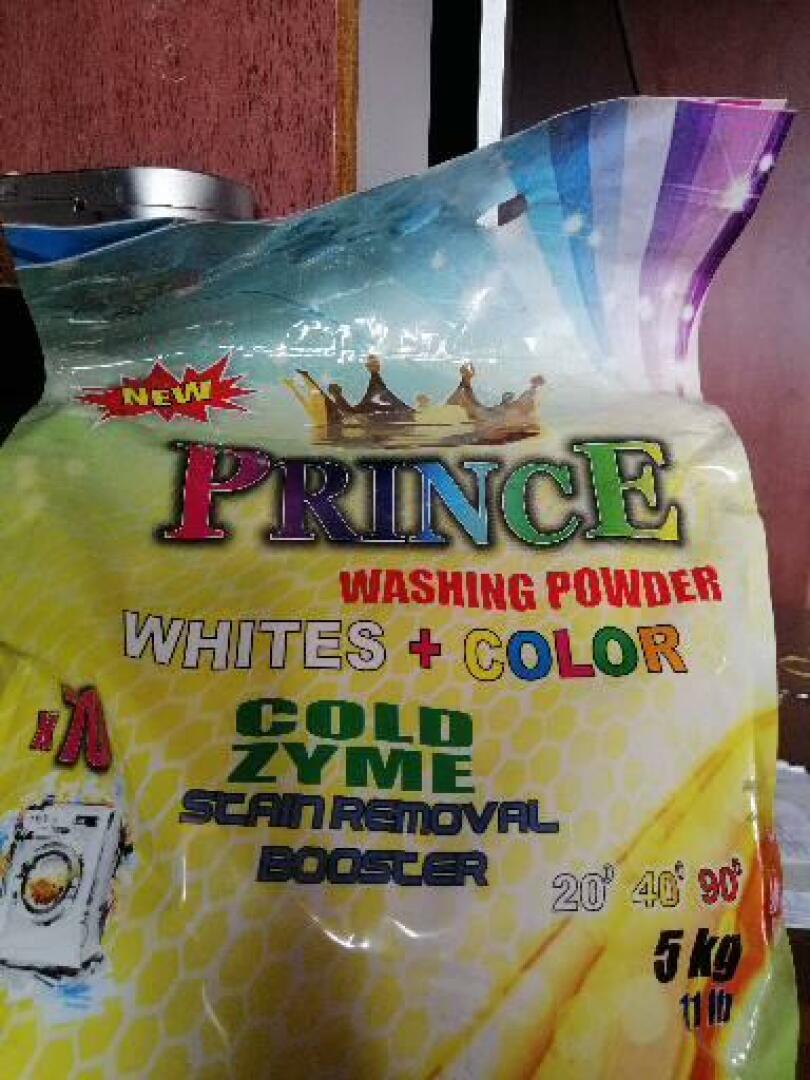 NEW
PRINCE
WASHING POWDER
WHITES + COLOR
x70
COLD
ZYME
STAIN REMOVAL
BOOSTER
20° 40° 90°
5 kg
11 lb